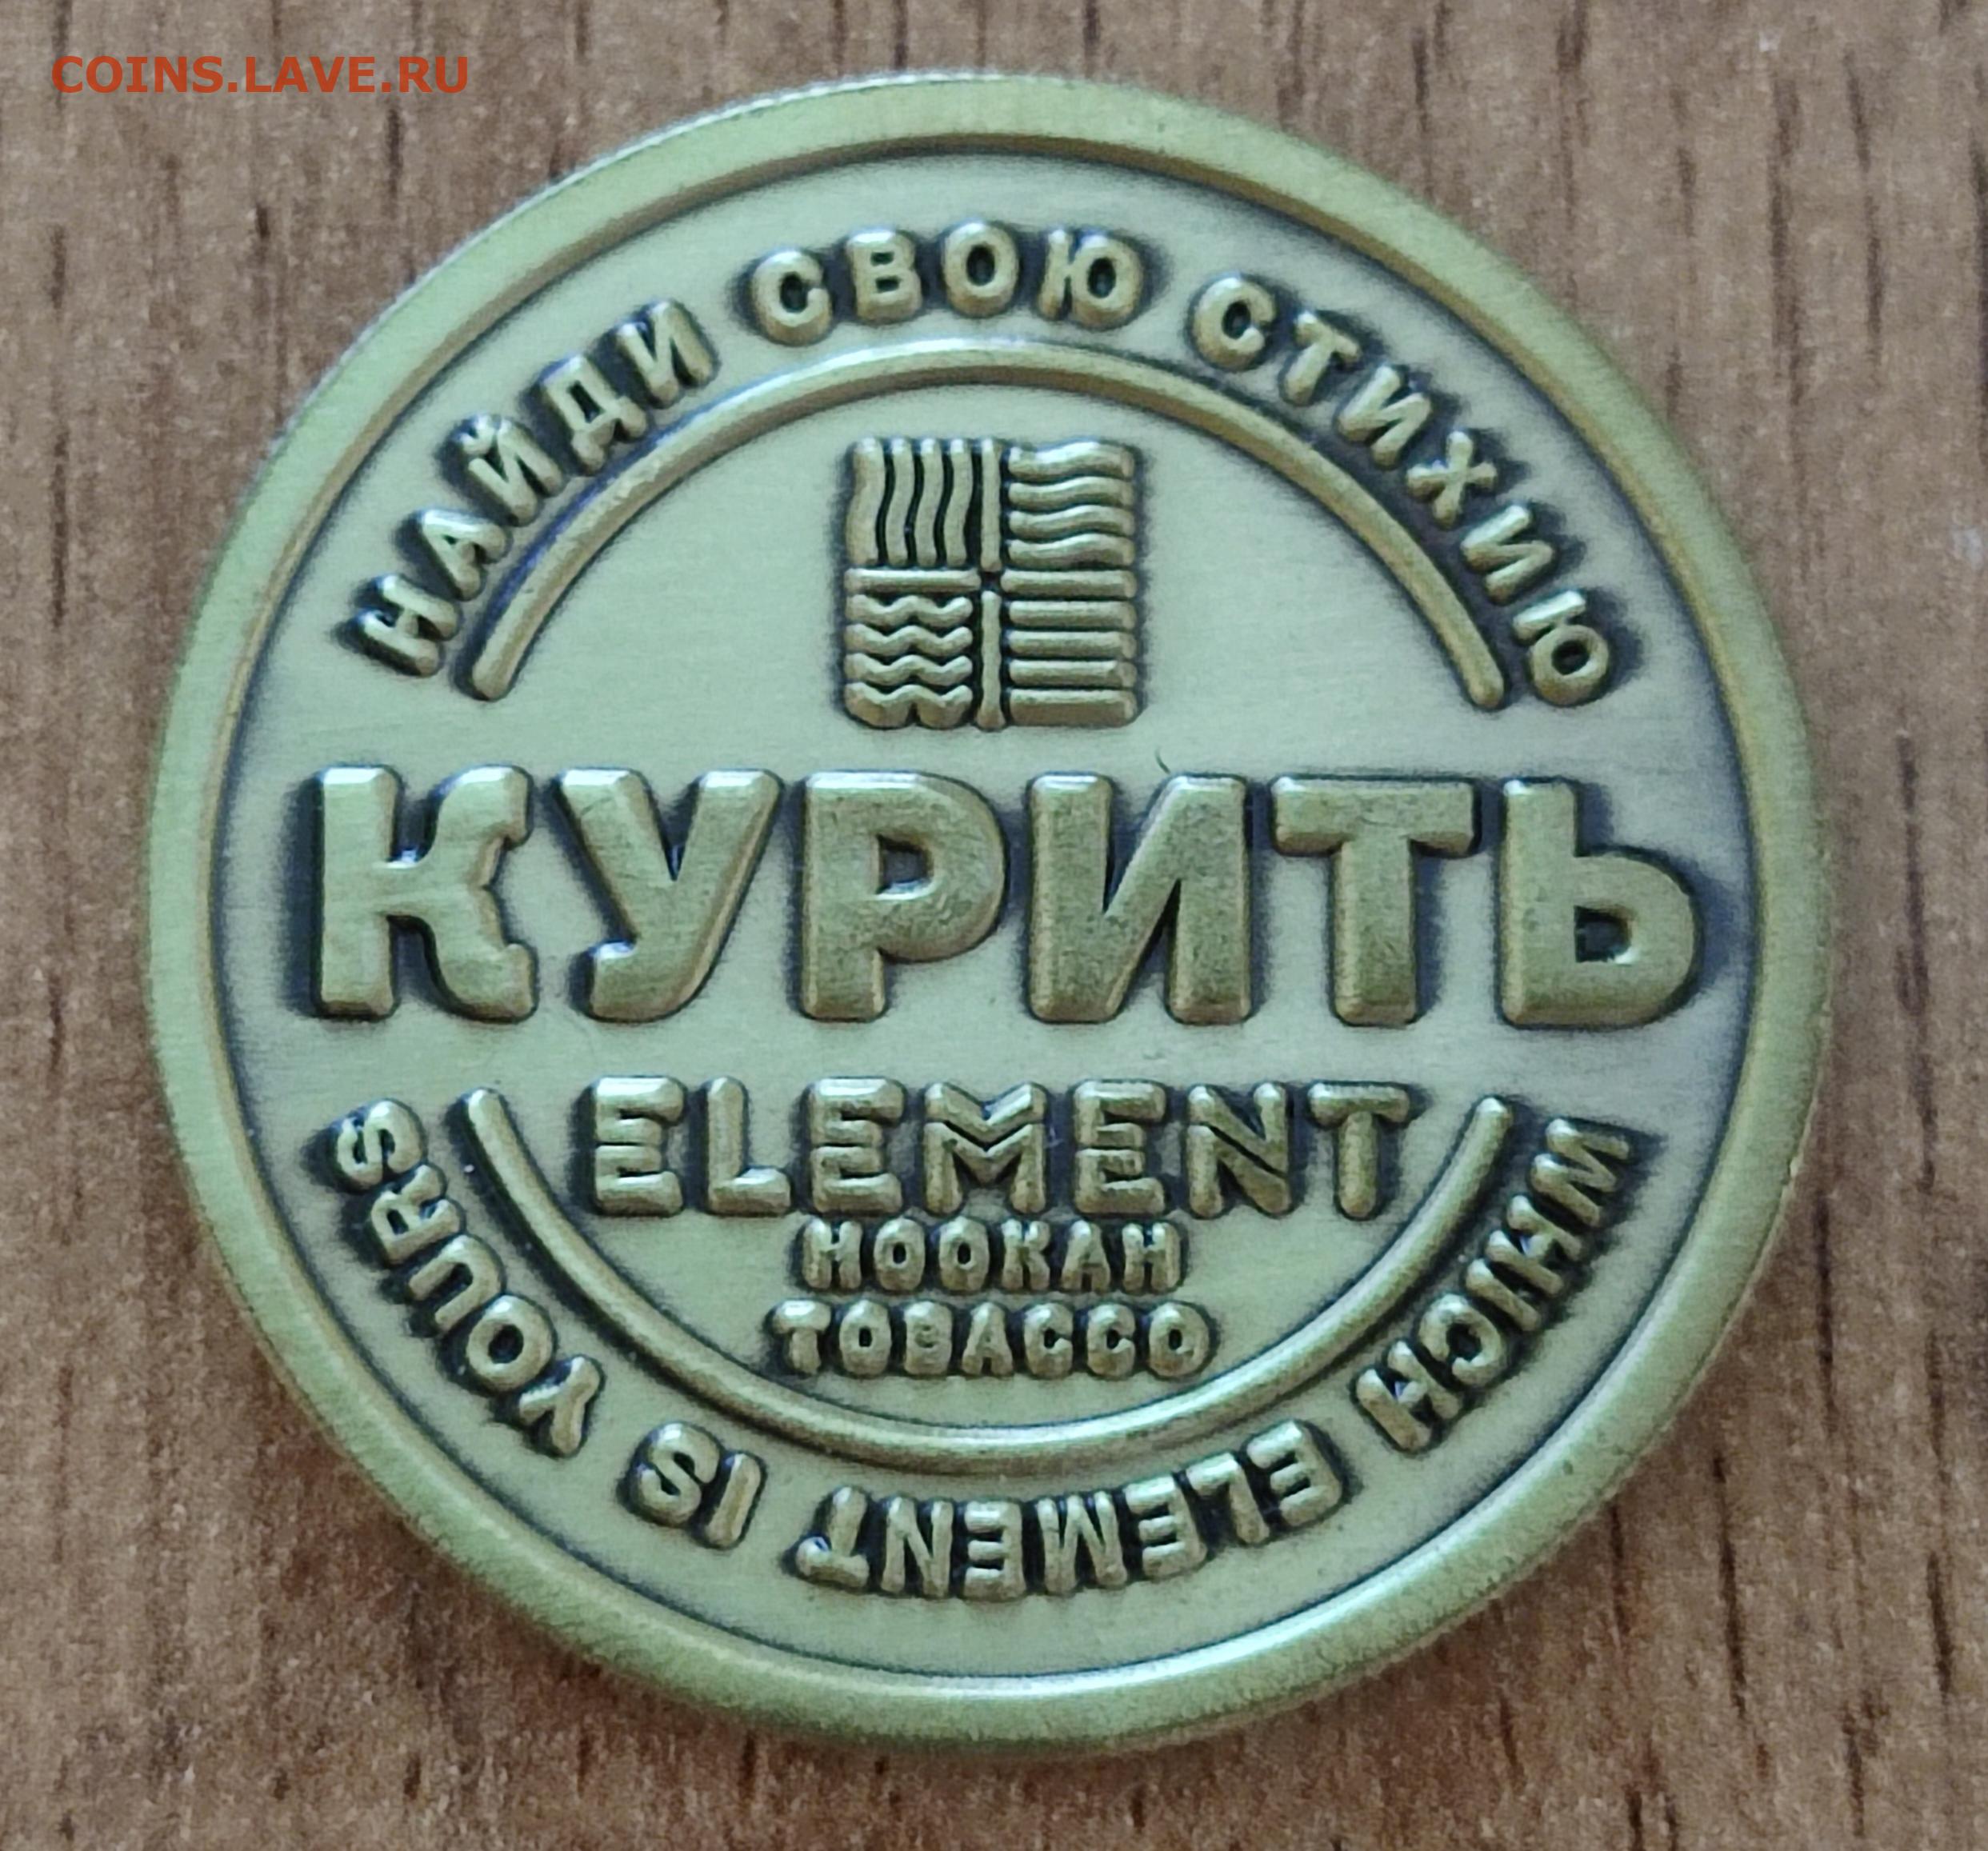 COINS.LAVE.RU
НАЙДИ СВОЮ СТИХИЮ
КУРИТЬ
ELEMENT
HOOKAH
TOBACCO
WHICH ELEMENT IS YOURS